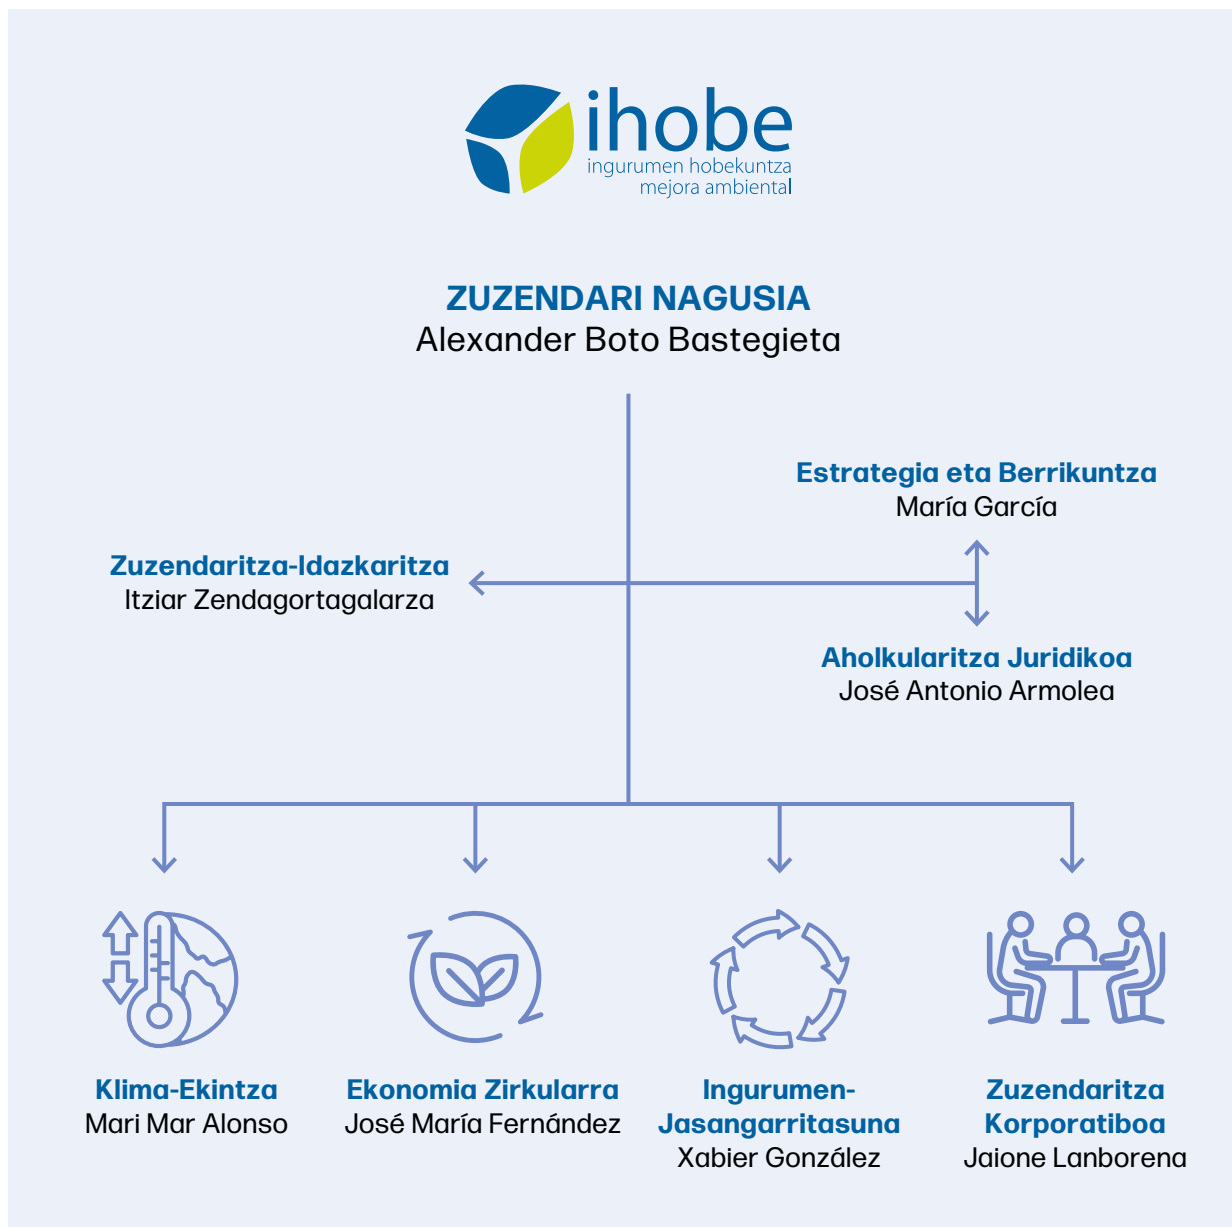 ihobe
ingurumen hobekuntza
mejora ambiental
ZUZENDARI NAGUSIA
Alexander Boto Bastegieta
Estrategia eta Berrikuntza
María García
Zuzendaritza-Idazkaritza
Itziar Zendagortagalarza
Aholkularitza Juridikoa
José Antonio Armolea
Klima-Ekintza
Mari Mar Alonso
Ekonomia Zirkularra
José María Fernández
Ingurumen-
Jasangarritasuna
Xabier González
Zuzendaritza
Korporatiboa
Jaione Lanborena